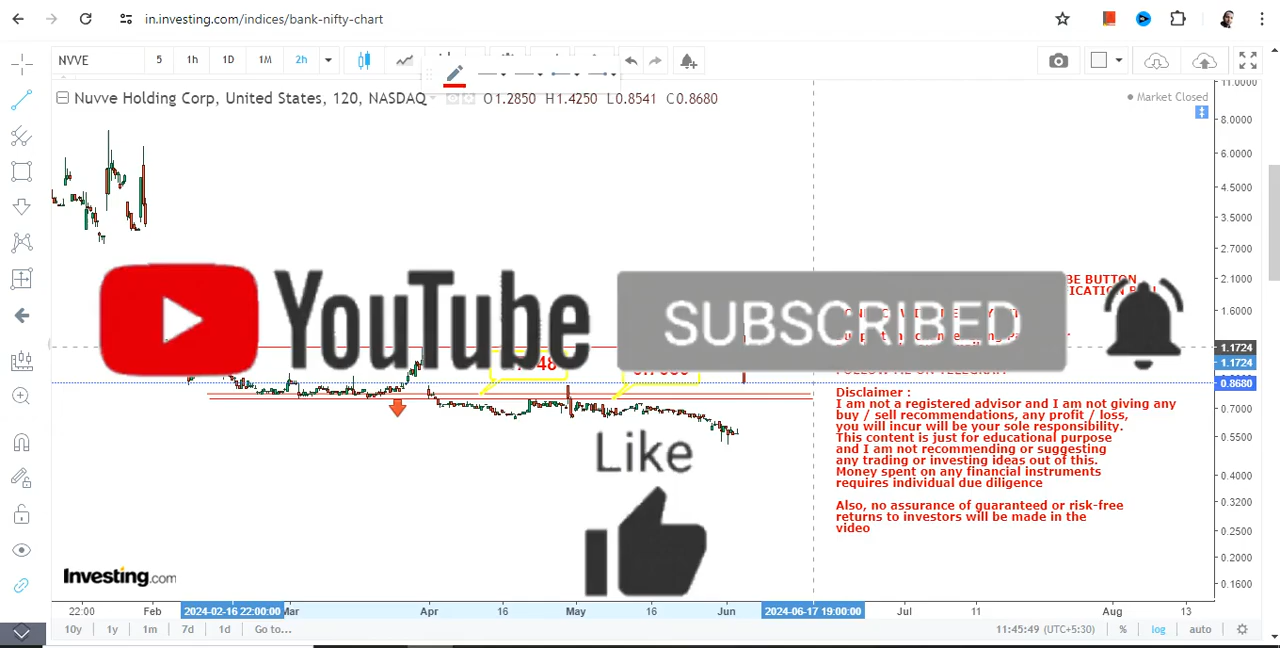 in.investing.com/indices/bank-nifty-chart
NVVE 5 1h 1D 1M 2h
Nuvve Holding Corp, United States, 120, NASDAQ O1.2850 H1.4250 L0.8541 C0.8680
Market Closed
11.0000
8.0000
6.0000
4.5000
3.5000
2.7000
2.1000
1.6000
1.1724
1.1724
0.8680
0.7000
0.5500
0.4000
0.3200
0.2500
0.2000
0.1600
BE BUTTON
YouTube SUBSCRIBED
FOLLOW ME ON TELEGRAM
Disclaimer :
I am not a registered advisor and I am not giving any
buy / sell recommendations, any profit / loss,
you will incur will be your sole responsibility.
This content is just for educational purpose
and I am not recommending or suggesting
any trading or investing ideas out of this.
Money spent on any financial instruments
requires individual due diligence
Also, no assurance of guaranteed or risk-free
returns to investors will be made in the
video
Like
Investing.com
22:00 Feb 2024-02-16 22:00:00 Mar Apr 16 May 16 Jun 2024-06-17 19:00:00 Jul 11 Aug 13
10y 1y 1m 7d 1d Go to... 11:45:49 (UTC+5:30) % log auto